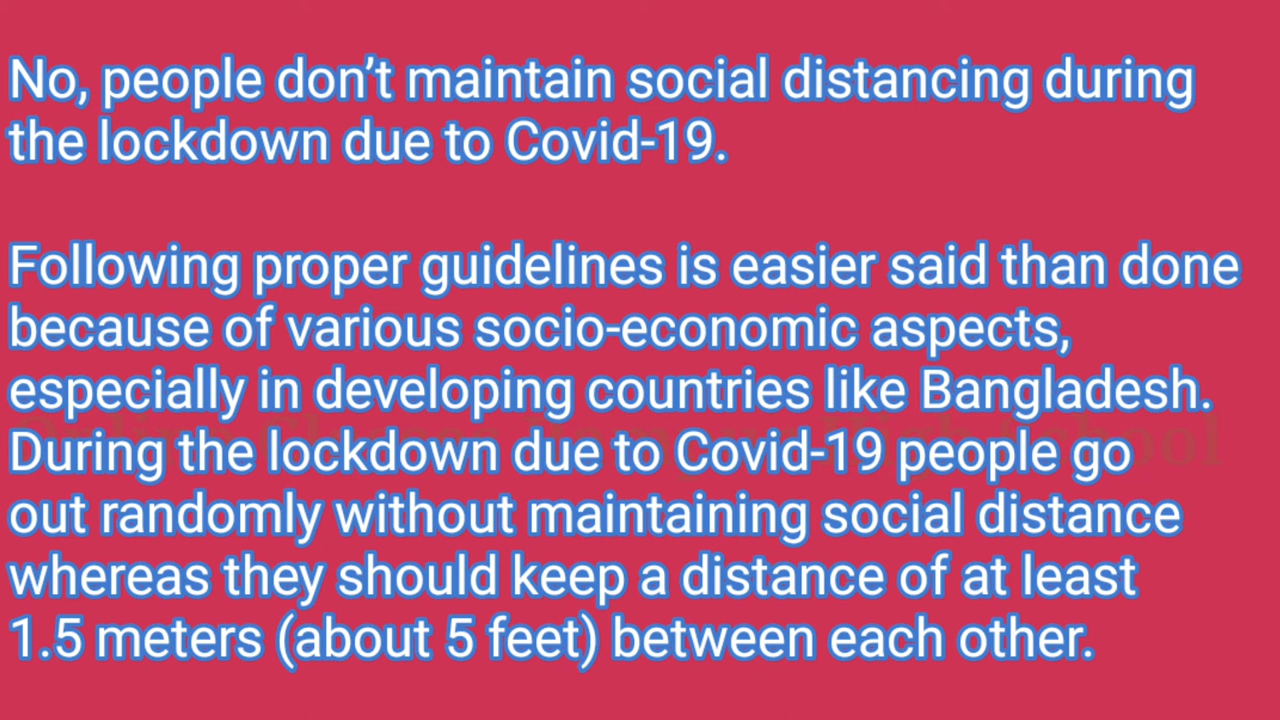 No, people don’t maintain social distancing during
the lockdown due to Covid-19.
Following proper guidelines is easier said than done
because of various socio-economic aspects,
especially in developing countries like Bangladesh.
During the lockdown due to Covid-19 people go
out randomly without maintaining social distance
whereas they should keep a distance of at least
1.5 meters (about 5 feet) between each other.